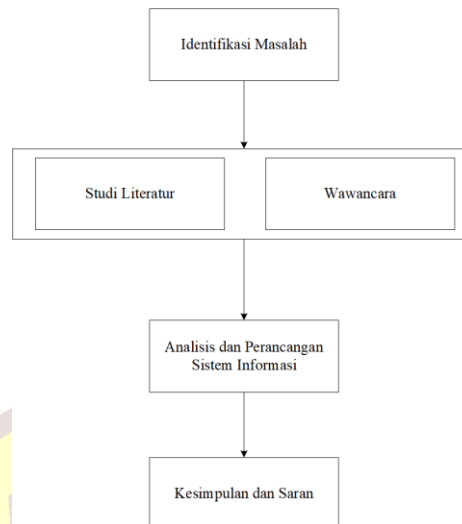 Identifikasi Masalah
Studi Literatur
Wawancara
Analisis dan Perancangan
Sistem Informasi
Kesimpulan dan Saran